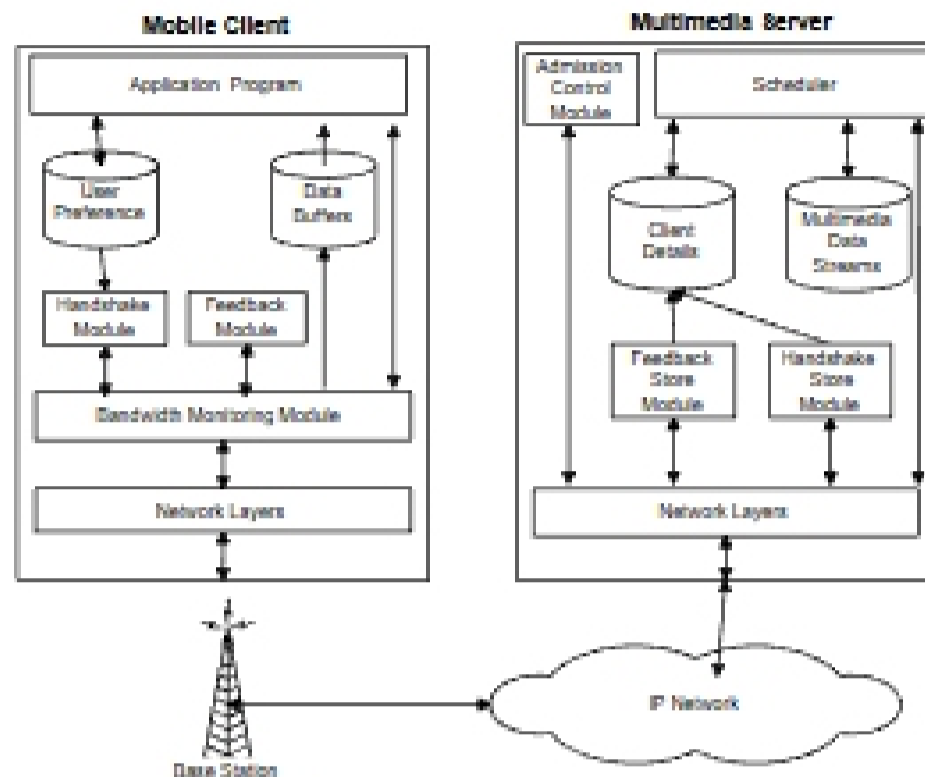 Mobile Client
Multimedia Server
Application Program
User
Preference
Data
Buffers
Handshake
Module
Feedback
Module
Bandwidth Monitoring Module
Network Layers
Admission
Control
Module
Scheduler
Client
Details
Multimedia
Data
Streams
Feedback
Store
Module
Handshake
Store
Module
Network Layers
IP Network
Base Station